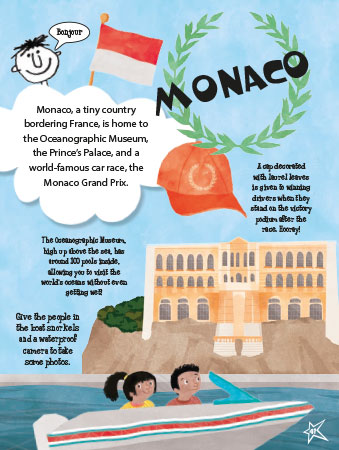 Bonjour
MONACO
Monaco, a tiny country
bordering France, is home to
the Oceanographic Museum,
the Prince's Palace, and a
world-famous car race, the
Monaco Grand Prix.
A cap decorated
with laurel leaves
is given to winning
drivers when they
stand on the victory
podium after the
race. Hooray!
The Oceanographic Museum,
high up above the sea, has
around 100 pools inside,
allowing you to visit the
world's oceans without even
getting wet!
Give the people in
the boat snorkels
and a waterproof
camera to take
some photos.